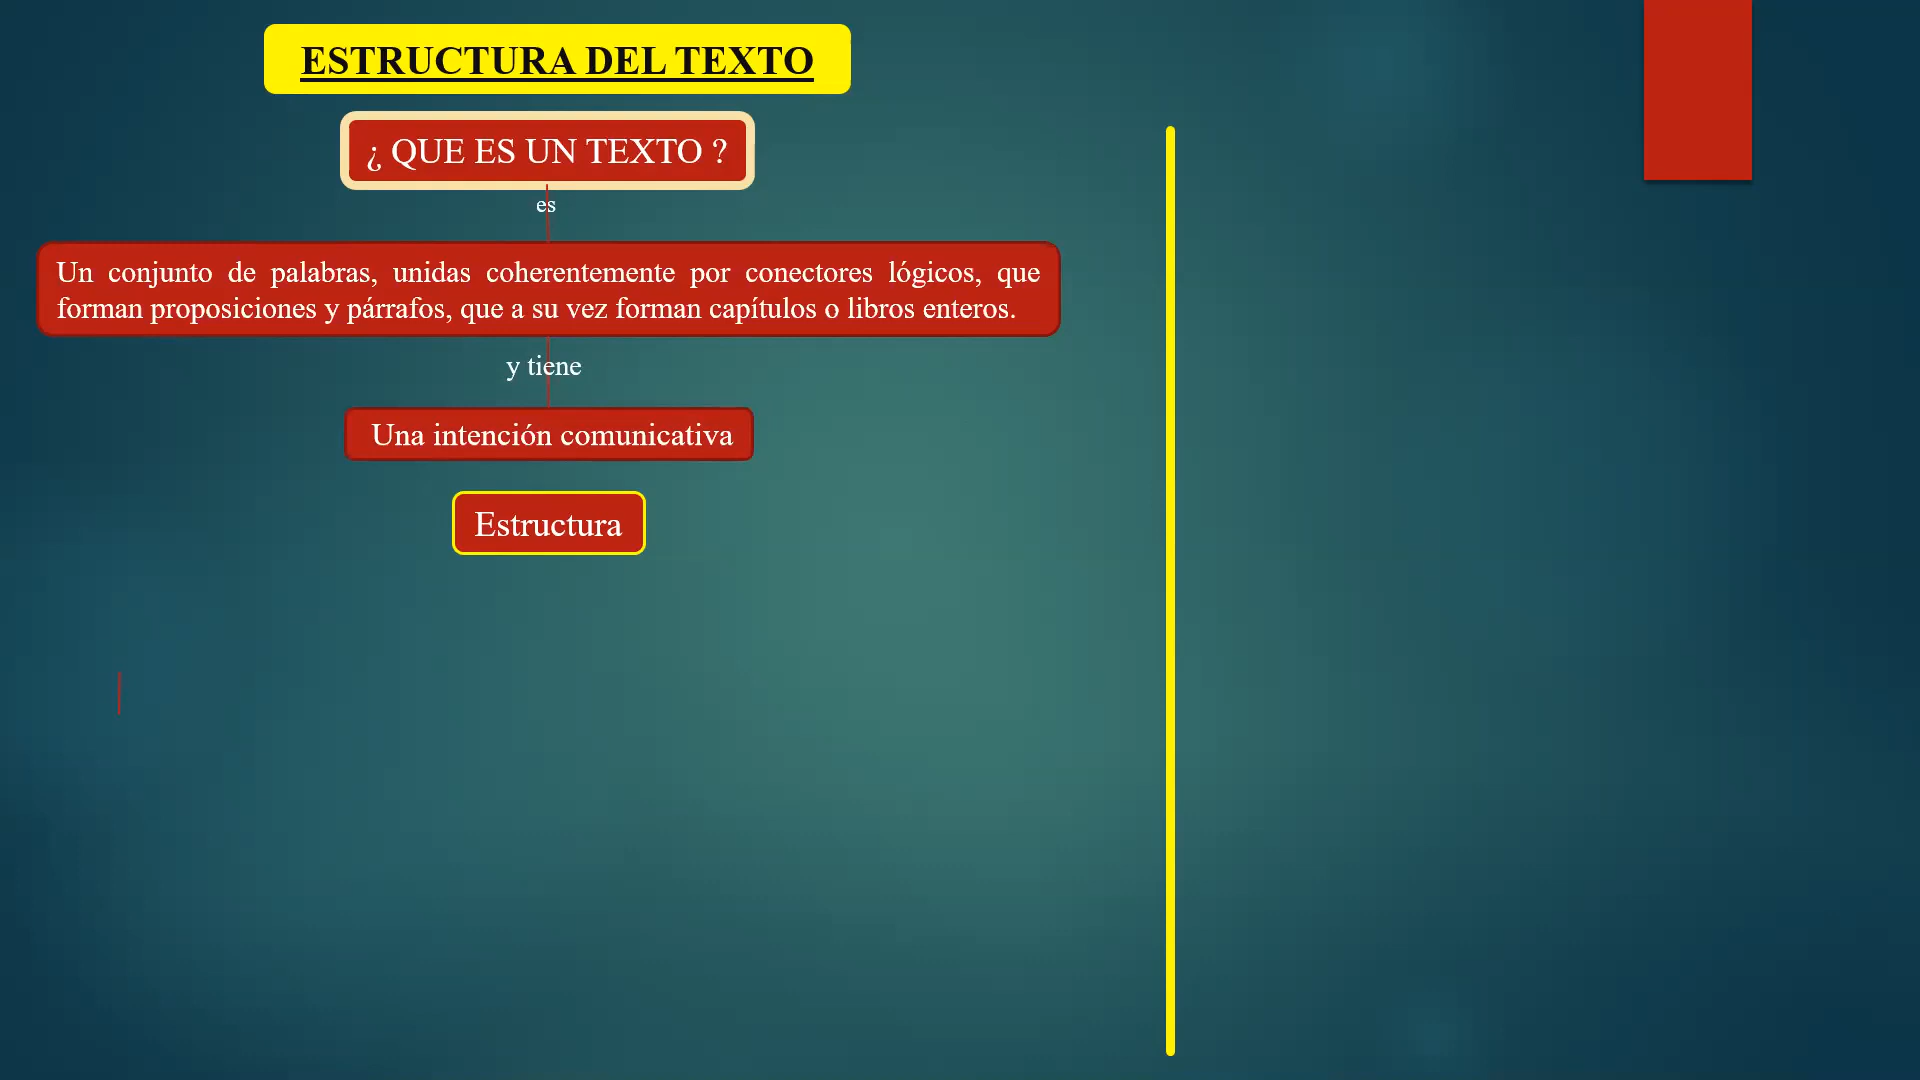 ESTRUCTURA DEL TEXTO
¿ QUE ES UN TEXTO ?
es
Un conjunto de palabras, unidas coherentemente por conectores lógicos, que
forman proposiciones y párrafos, que a su vez forman capítulos o libros enteros.
y tiene
Una intención comunicativa
Estructura